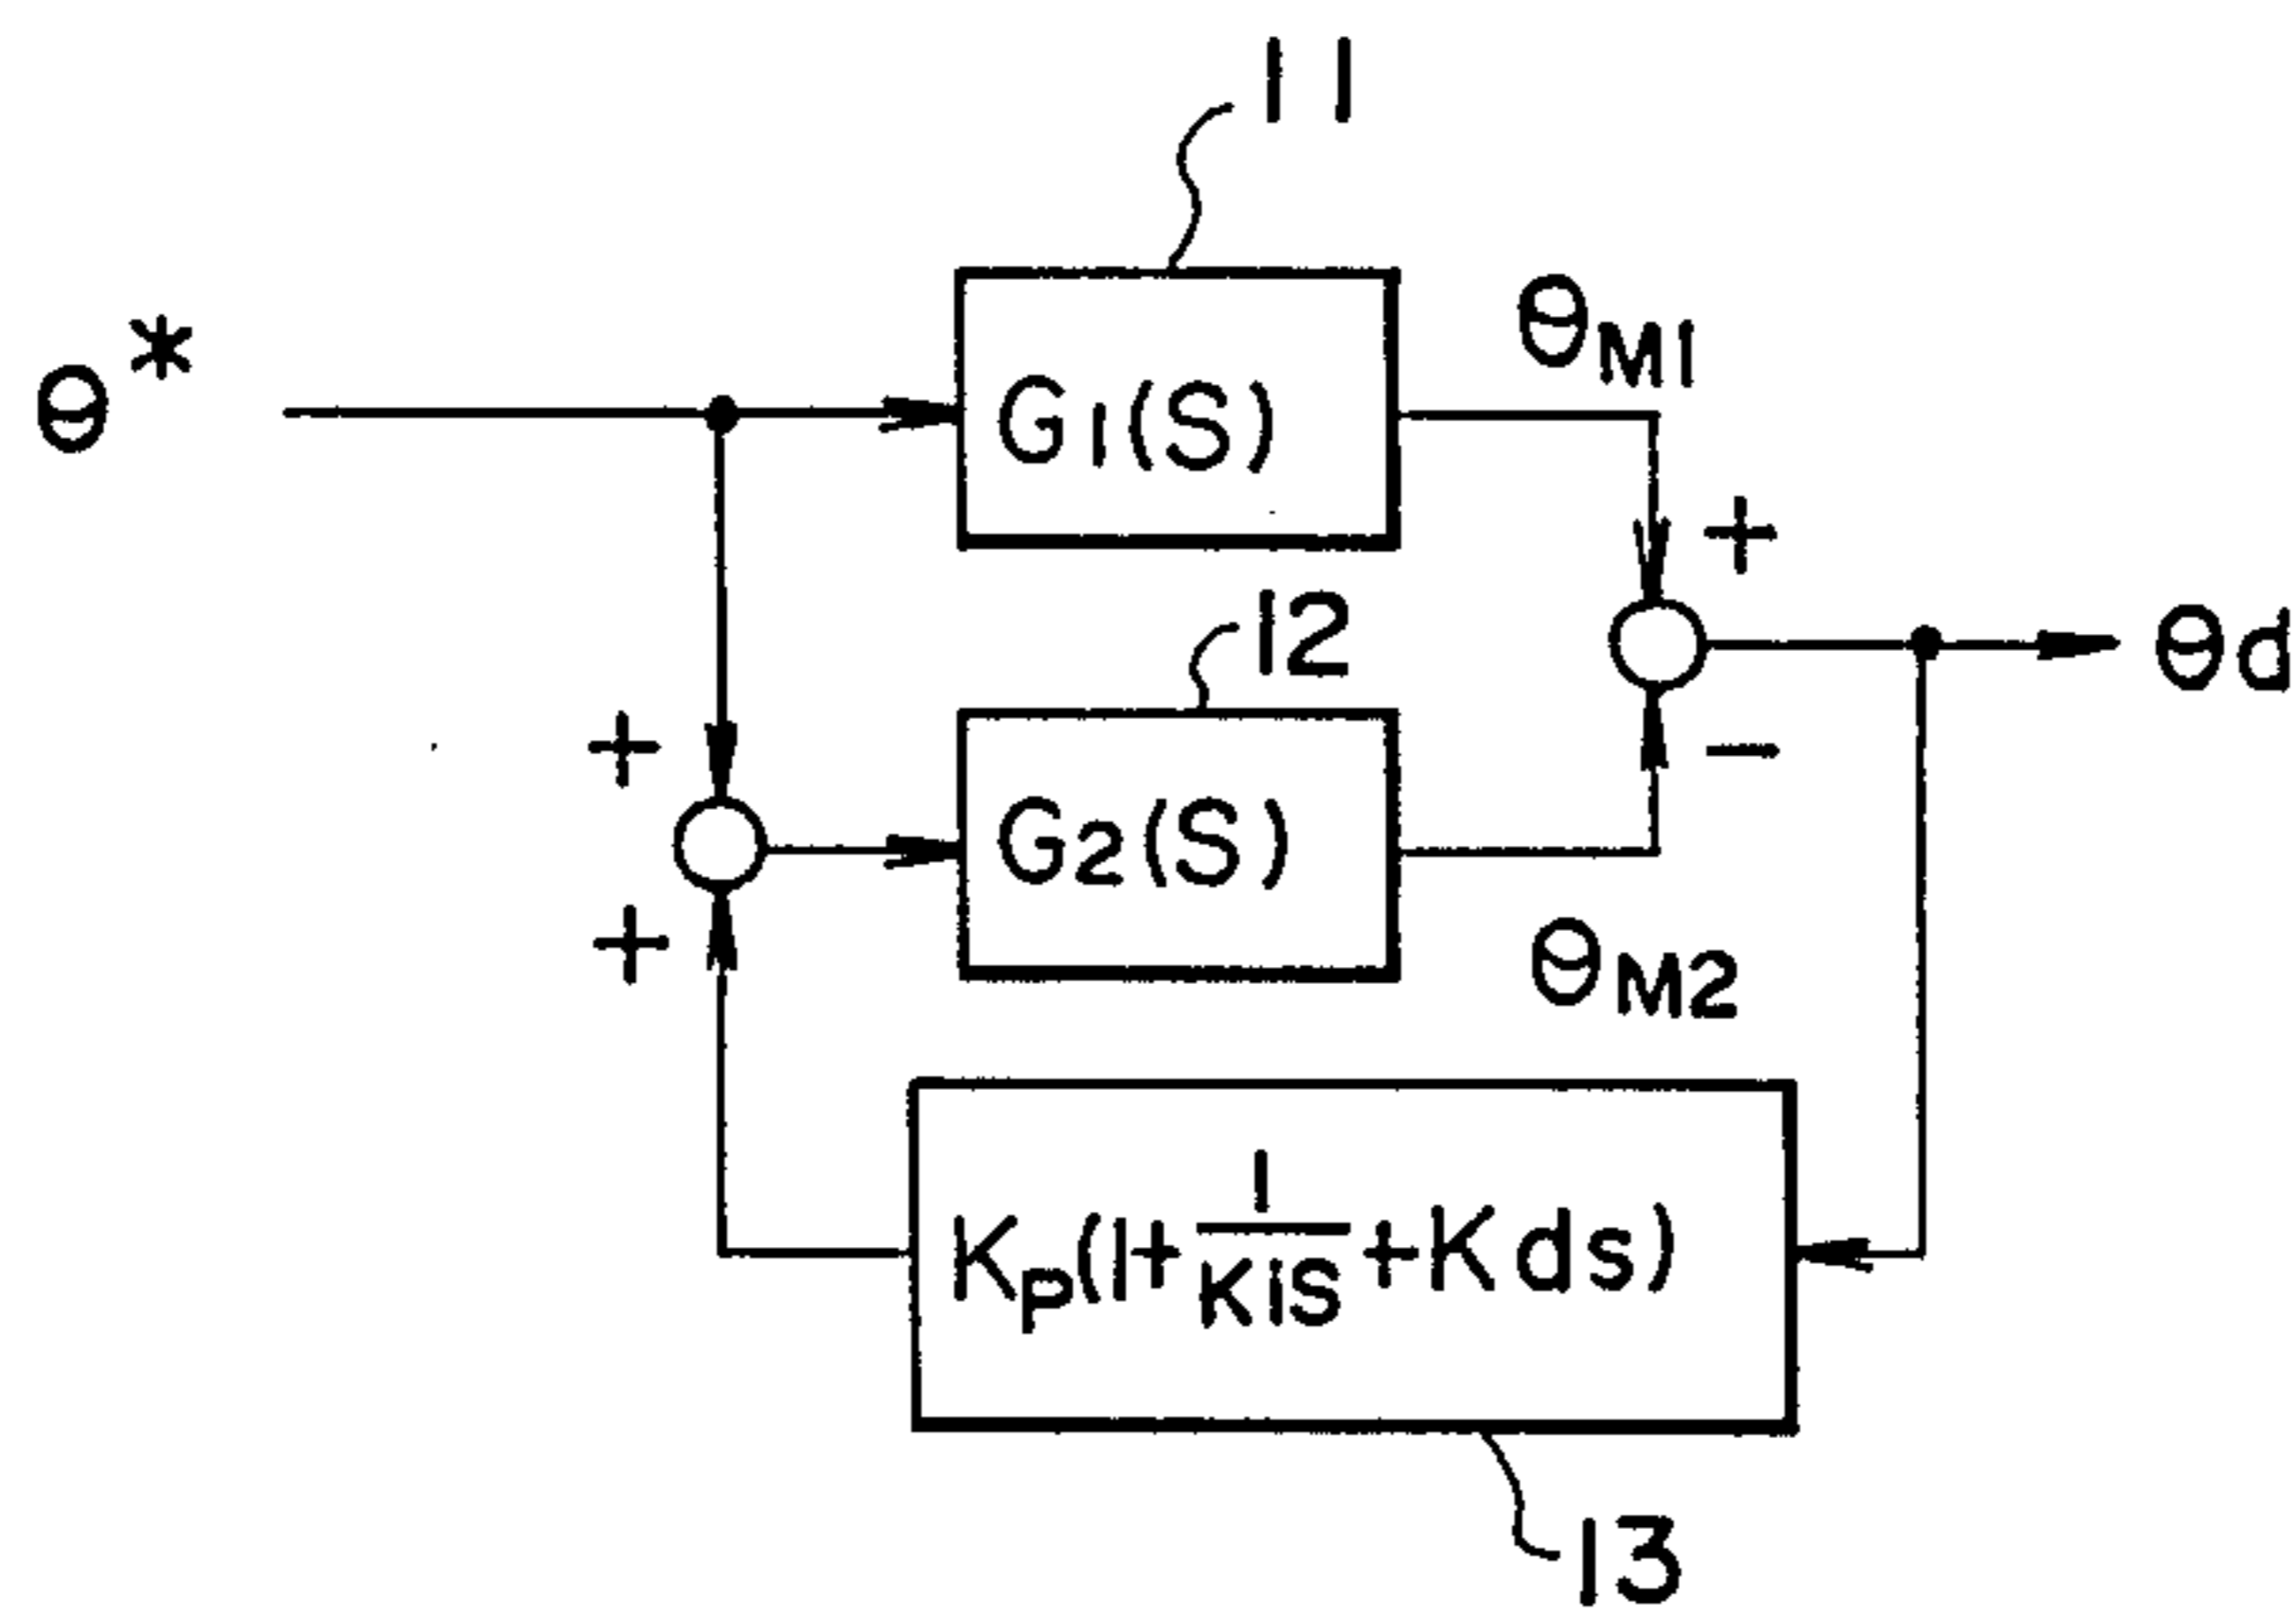 11
θ*
G1(S)
θM1
+
12
θd
+
−
G2(S)
+
θM2
Kp(1+1/Kis+Kds)
13